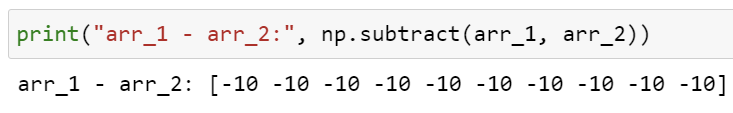 print("arr_1 - arr_2:", np.subtract(arr_1, arr_2))
arr_1 - arr_2: [-10 -10 -10 -10 -10 -10 -10 -10 -10 -10]